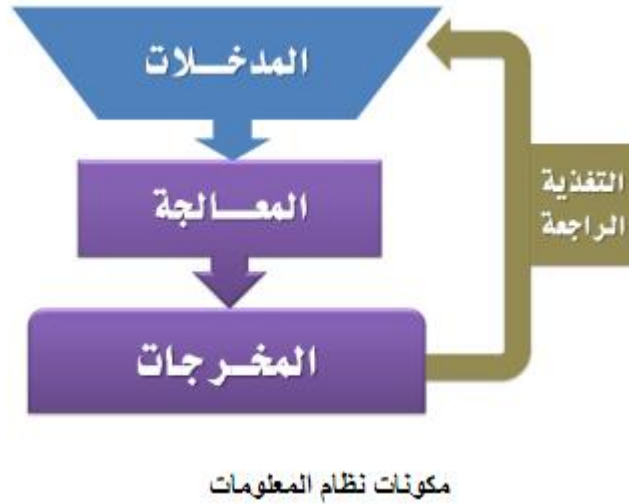 المدخلات
المعالجة
المخرجات
التغذية
الراجعة
مكونات نظام المعلومات